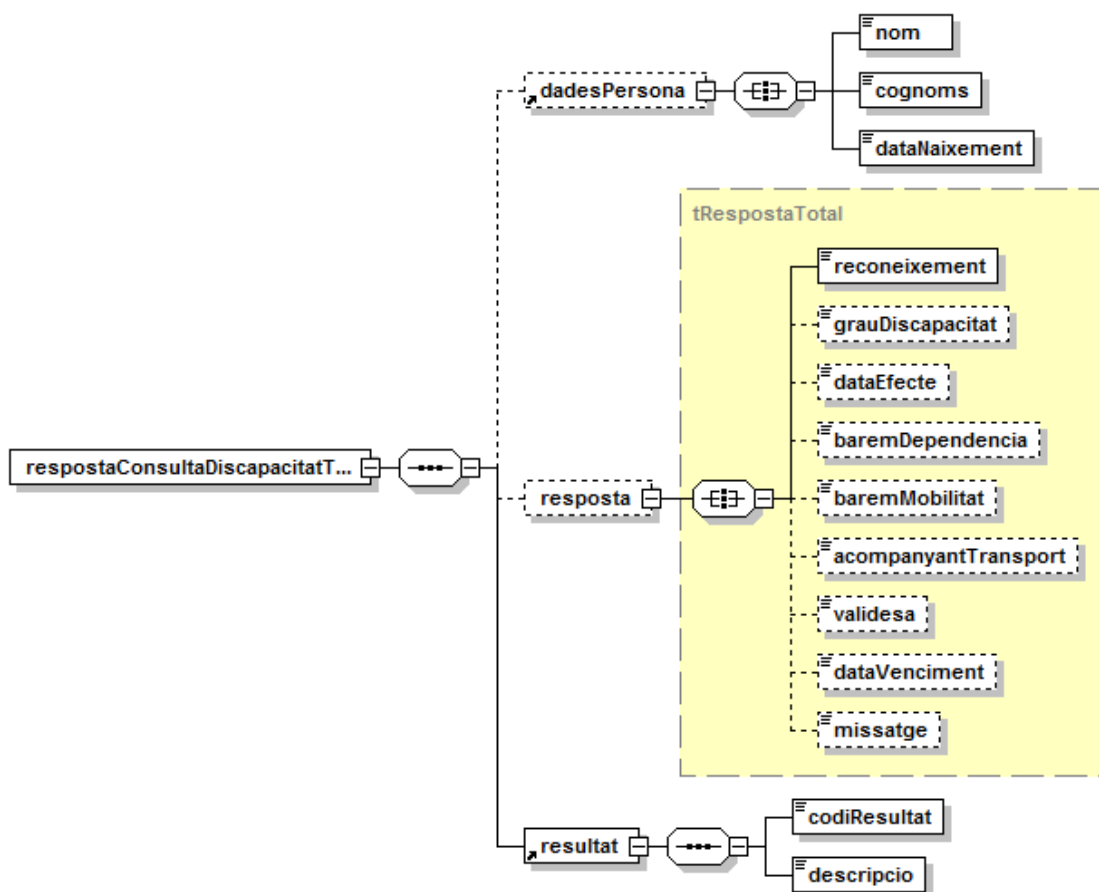 nom
dadesPersona
cognoms
dataNaixement
tRespostaTotal
reconeixement
grauDiscapacitat
dataEfecte
baremDependencia
respostaConsultaDiscapacitatT...
resposta
baremMobilitat
acompanyantTransport
validesa
dataVenciment
missatge
codiResultat
resultat
descripcio